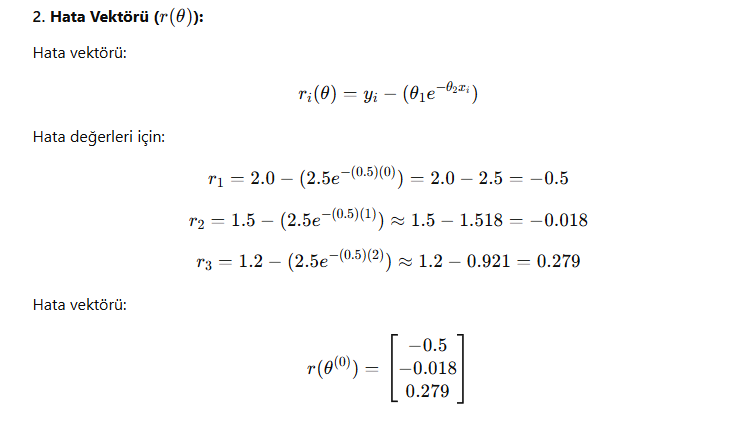 2. Hata Vektörü (r(θ)):
Hata vektörü:
r_i(θ) = y_i − (θ_1e^{−θ_2x_i})
Hata değerleri için:
r_1 = 2.0 − (2.5e^{−(0.5)(0)}) = 2.0 − 2.5 = −0.5
r_2 = 1.5 − (2.5e^{−(0.5)(1)}) ≈ 1.5 − 1.518 = −0.018
r_3 = 1.2 − (2.5e^{−(0.5)(2)}) ≈ 1.2 − 0.921 = 0.279
Hata vektörü:
r(θ^{(0)}) = [−0.5
−0.018
0.279]